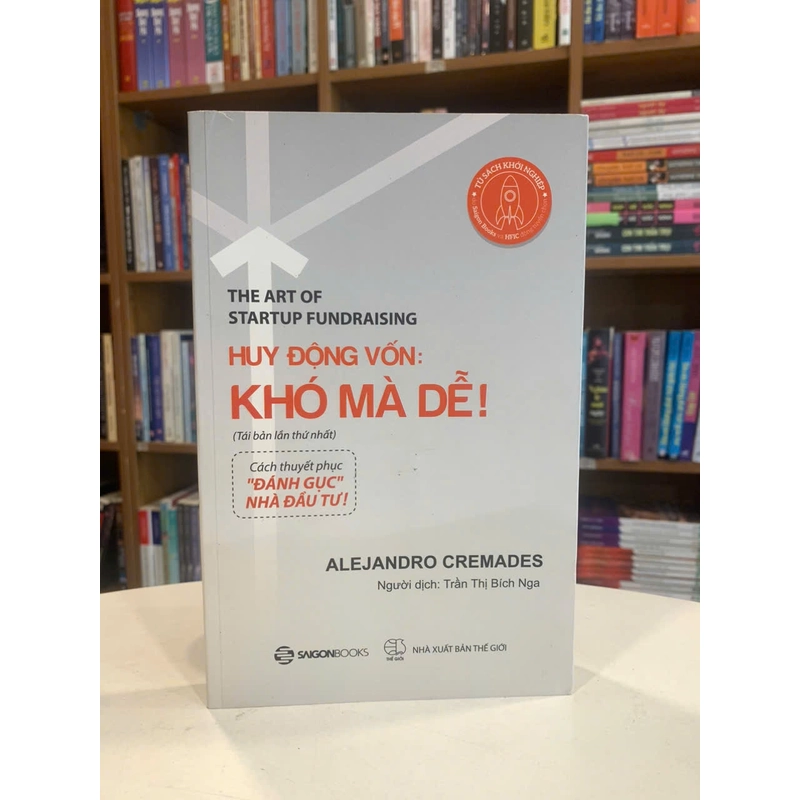 TỦ SÁCH KHỞI NGHIỆP
THE ART OF
STARTUP FUNDRAISING
HUY ĐỘNG VỐN:
KHÓ MÀ DỄ!
(Tái bản lần thứ nhất)
Cách thuyết phục
"ĐÁNH GỤC"
NHÀ ĐẦU TƯ!
ALEJANDRO CREMADES
Người dịch: Trần Thị Bích Nga
SAIGONBOOKS
THẾ GIỚI
NHÀ XUẤT BẢN THẾ GIỚI